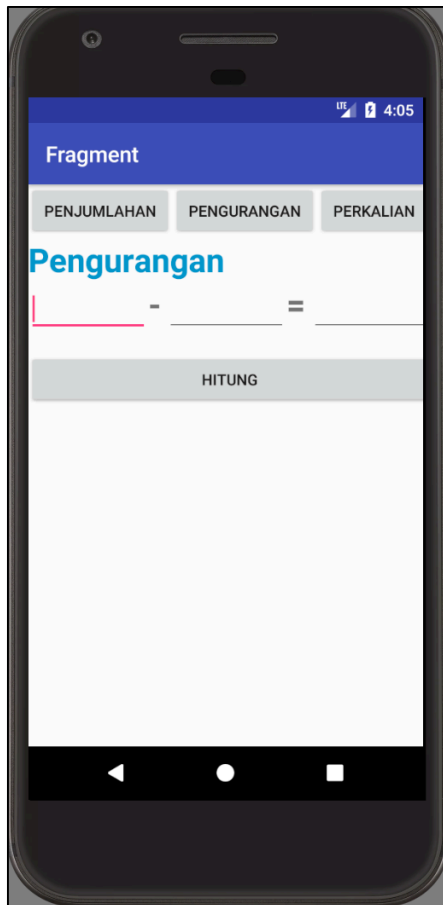 LTE 4:05
Fragment
PENJUMLAHAN PENGURANGAN PERKALIAN
Pengurangan
- =
HITUNG